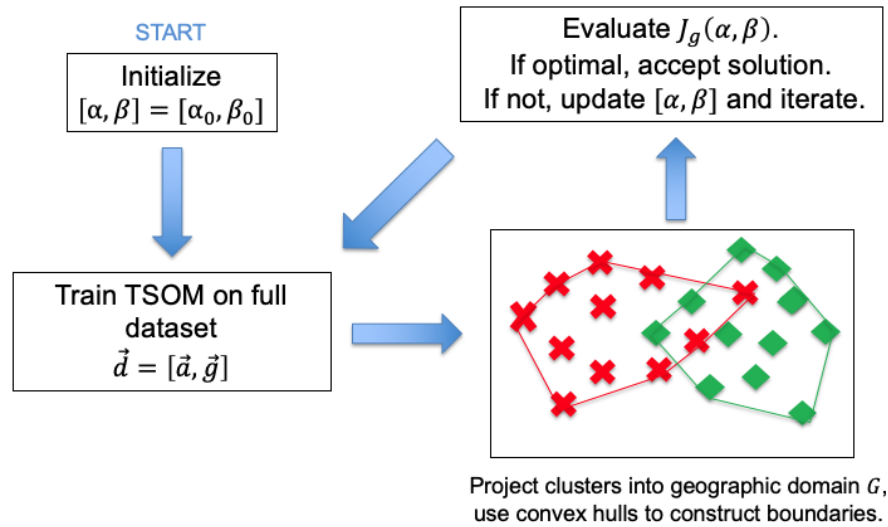 START
Initialize
[α, β] = [α₀, β₀]
Train TSOM on full
dataset
d⃗ = [a⃗, g⃗]
Project clusters into geographic domain G,
use convex hulls to construct boundaries.
Evaluate J_g(α, β).
If optimal, accept solution.
If not, update [α, β] and iterate.